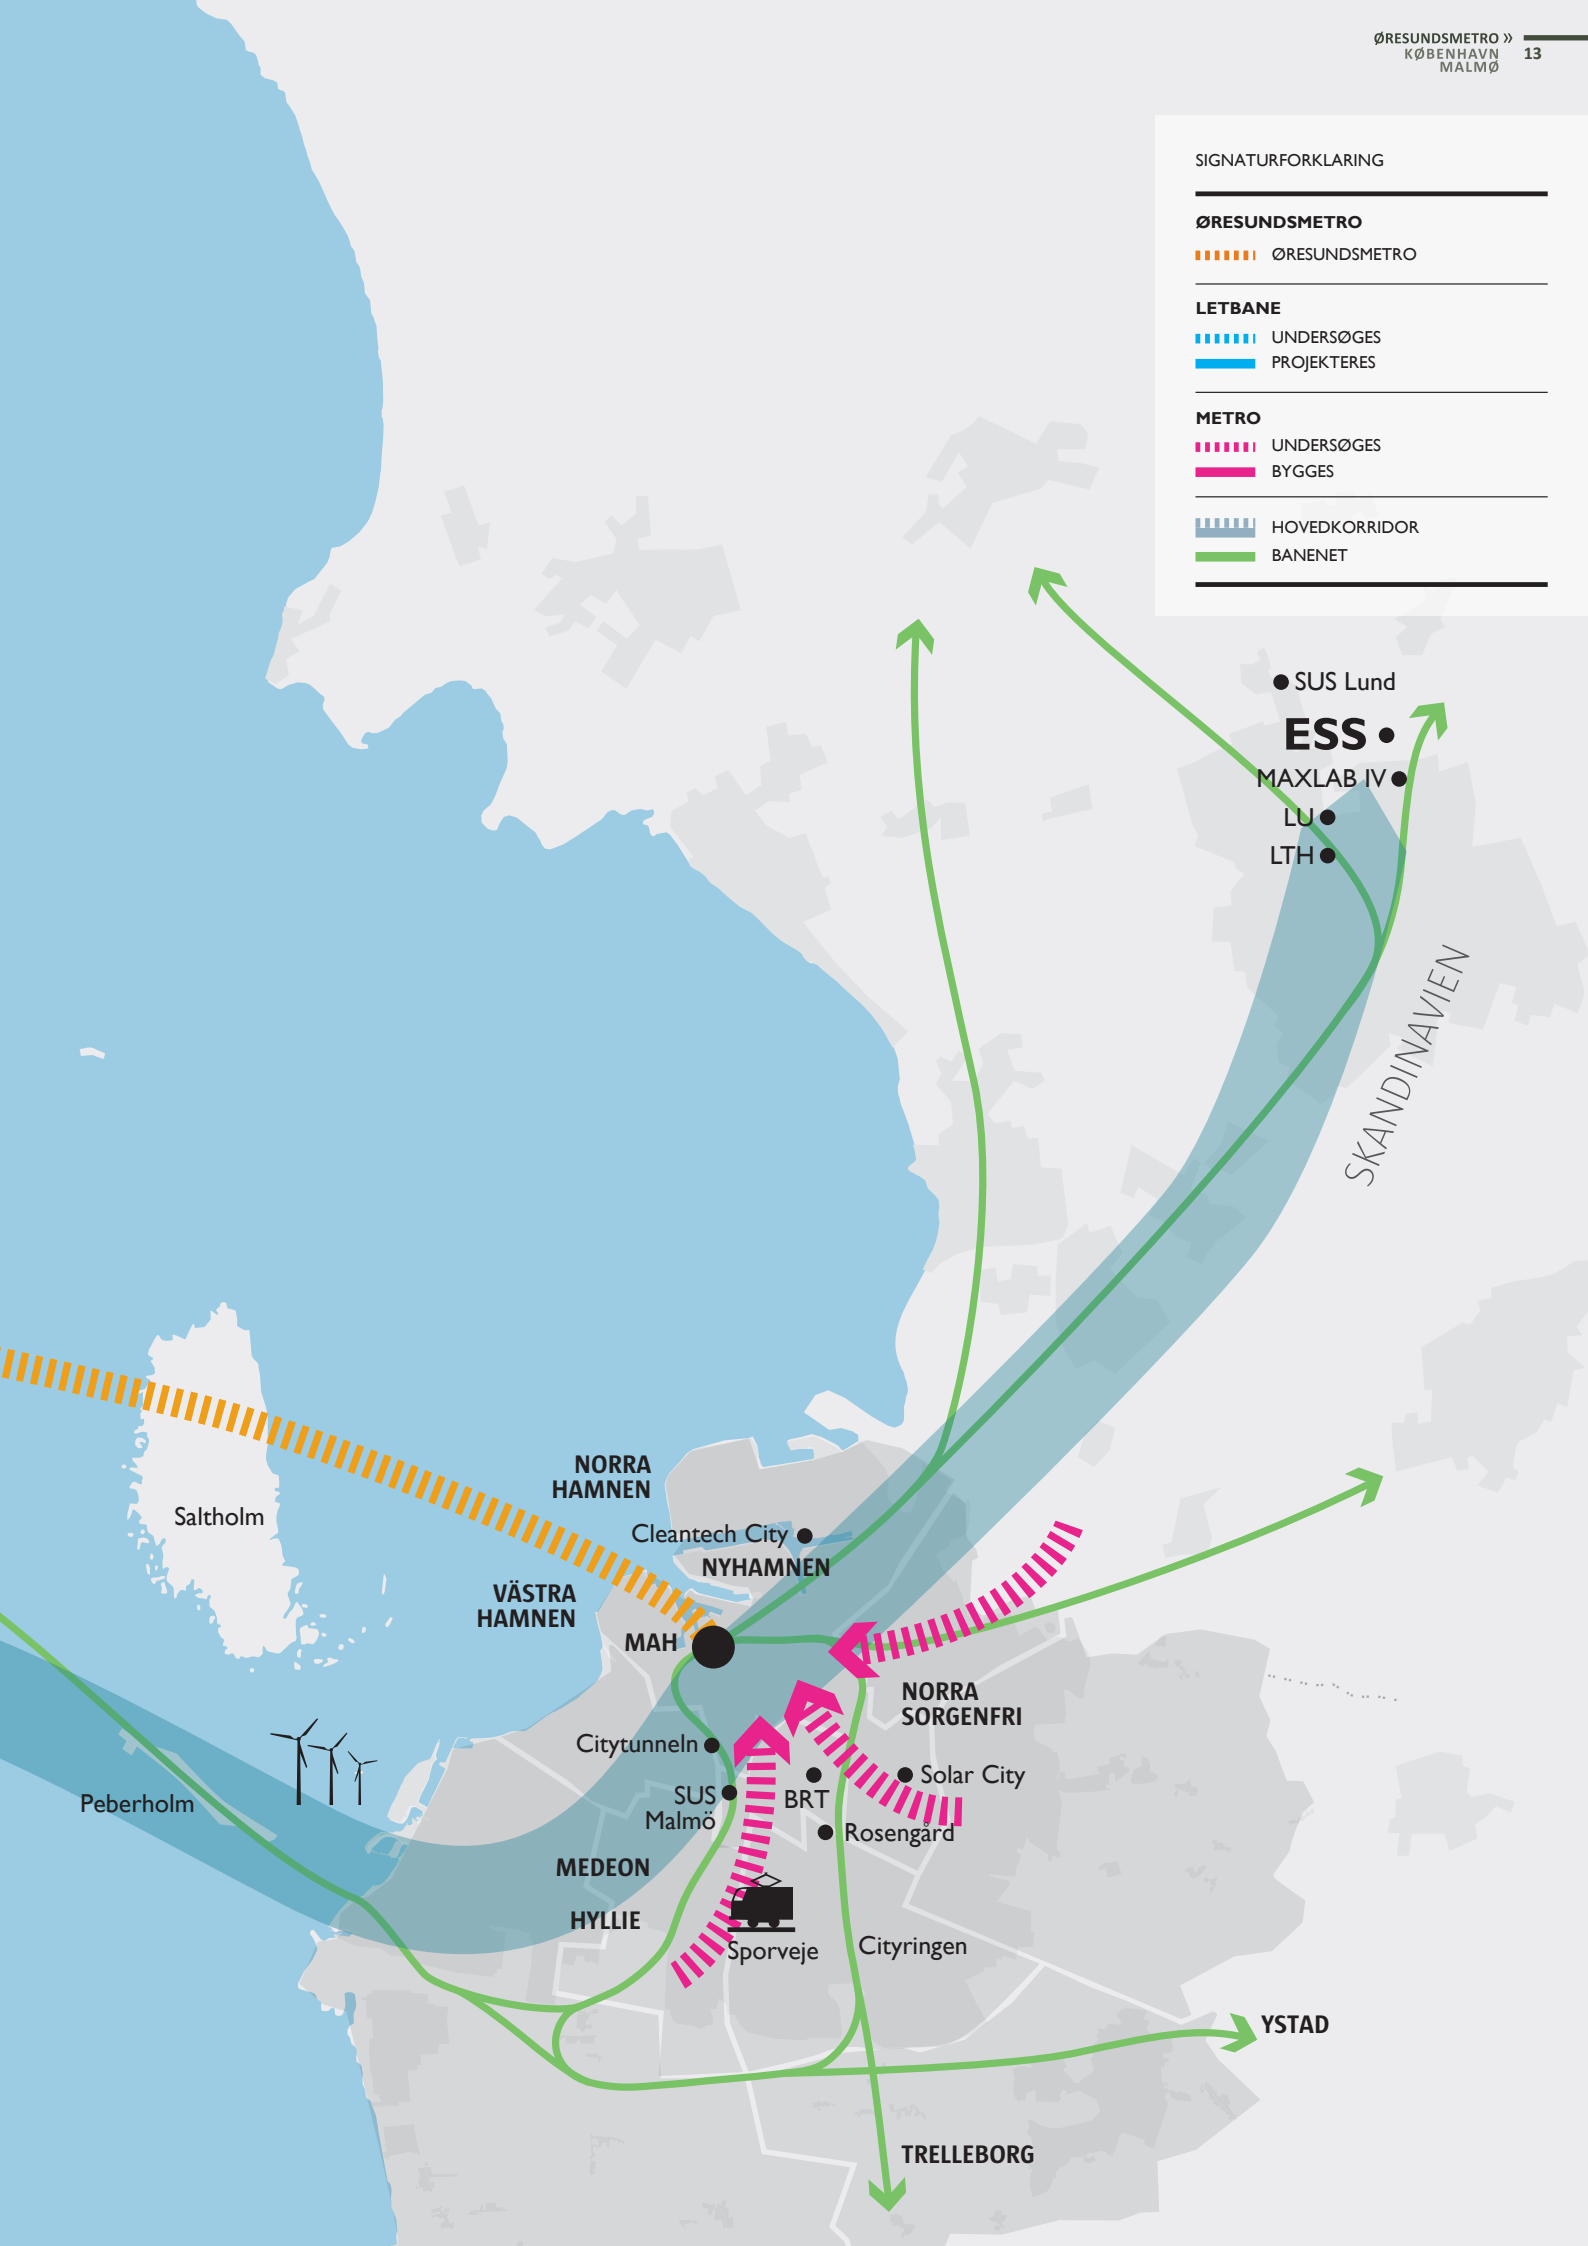 ØRESUNDSMETRO »
KØBENHAVN
MALMØ
13
SIGNATURFORKLARING
ØRESUNDSMETRO
ØRESUNDSMETRO
LETBANE
UNDERSØGES
PROJEKTERES
METRO
UNDERSØGES
BYGGES
HOVEDKORRIDOR
BANENET
SUS Lund
ESS
MAXLAB IV
LU
LTH
SKANDINAVIEN
NORRA
HAMNEN
Saltholm
Cleantech City
NYHAMNEN
VÄSTRA
HAMNEN
MAH
NORRA
SORGENFRI
Citytunneln
Solar City
SUS
Malmö
BRT
Peberholm
Rosengård
MEDEON
HYLLIE
Sporveje
Cityringen
YSTAD
TRELLEBORG